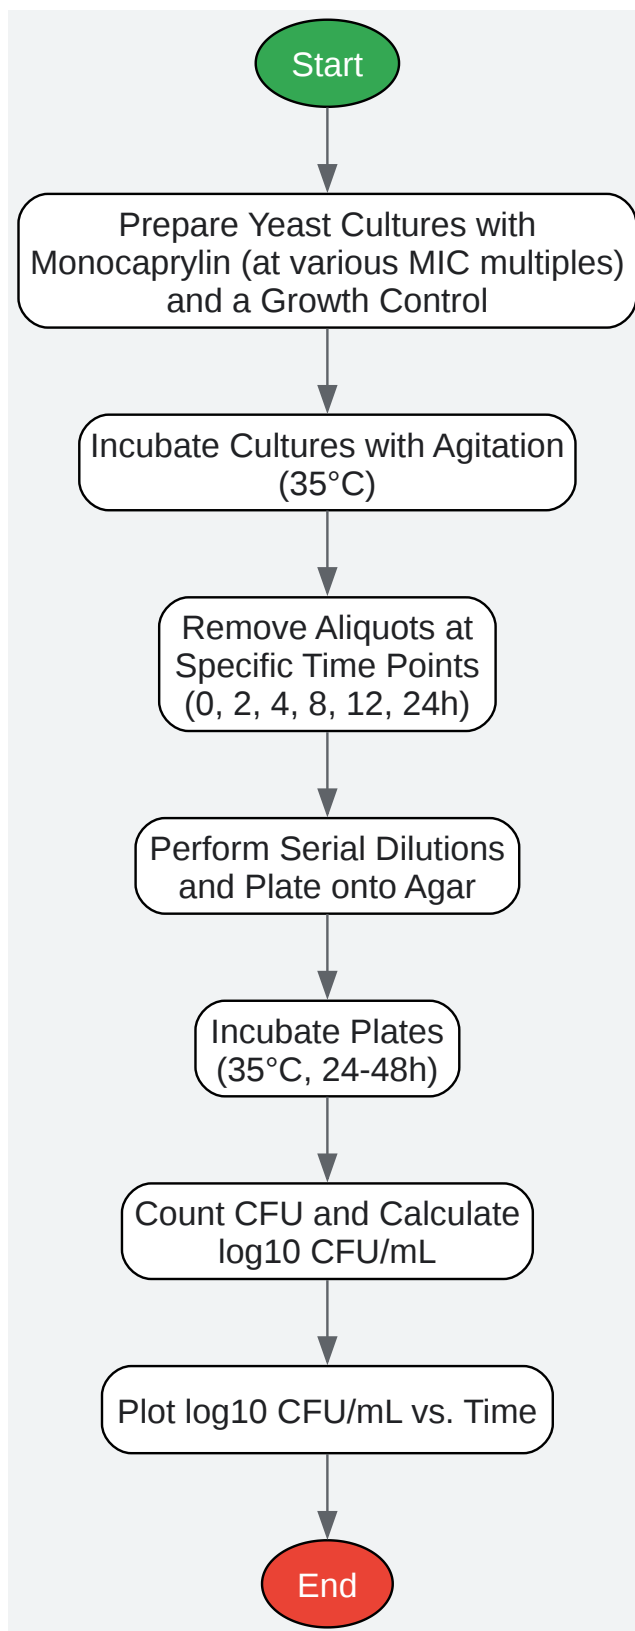 Start
Prepare Yeast Cultures with
Monocaprylin (at various MIC multiples)
and a Growth Control
Incubate Cultures with Agitation
(35°C)
Remove Aliquots at
Specific Time Points
(0, 2, 4, 8, 12, 24h)
Perform Serial Dilutions
and Plate onto Agar
Incubate Plates
(35°C, 24-48h)
Count CFU and Calculate
log10 CFU/mL
Plot log10 CFU/mL vs. Time
End